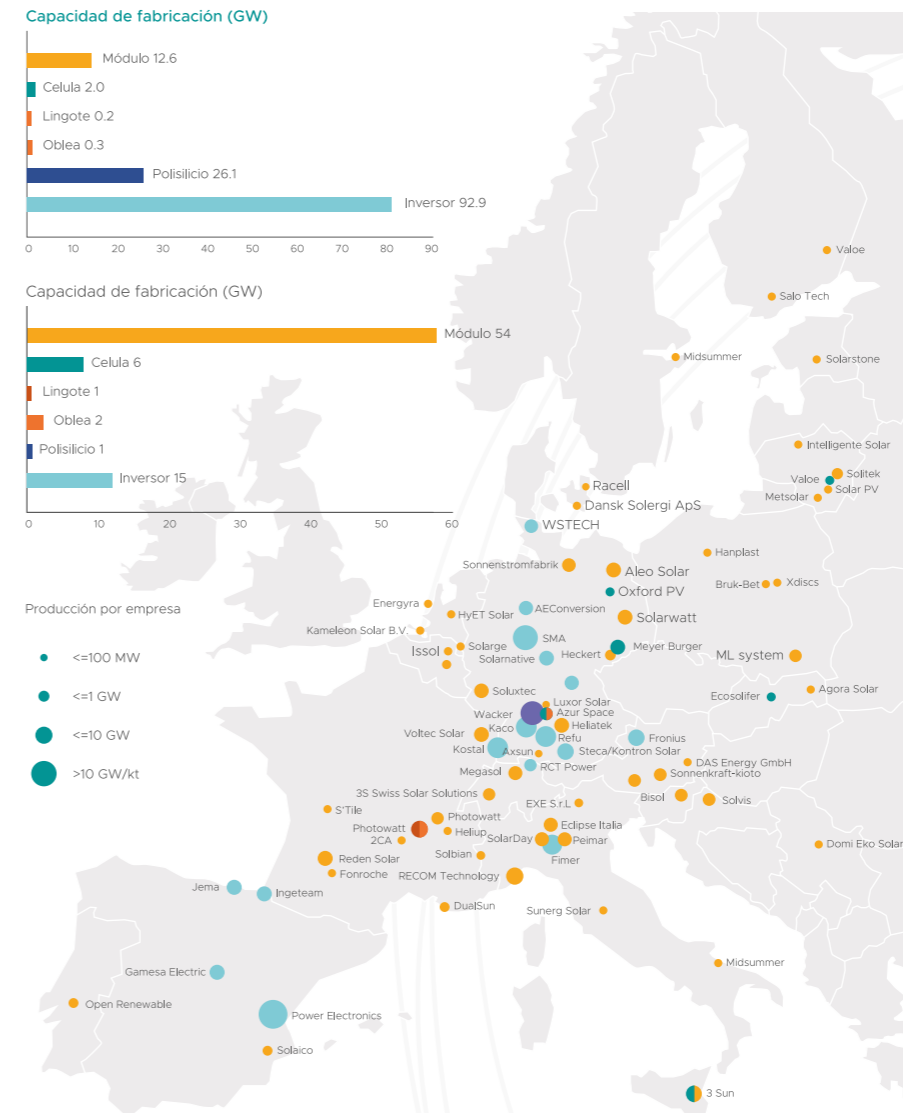 Capacidad de fabricación (GW)
Módulo 12.6
Celula 2.0
Lingote 0.2
Oblea 0.3
Polisilicio 26.1
Inversor 92.9
0 10 20 30 40 50 60 70 80 90
Capacidad de fabricación (GW)
Módulo 54
Celula 6
Lingote 1
Oblea 2
Polisilicio 1
Inversor 15
0 10 20 30 40 50 60
Producción por empresa
<=100 MW
<=1 GW
<=10 GW
>10 GW/kt
Valoe
Salo Tech
Midsummer
Solarstone
Intelligente Solar
Solitek
Valoe
Solar PV
Metsolar
Racell
Dansk Solergi ApS
WSTECH
Hanplast
Sonnenstromfabrik
Aleo Solar
Bruk-Bet
Xdiscs
Oxford PV
Energyra
HyET Solar
AEConversion
Solarwatt
Kameleon Solar B.V.
SMA
Issol
Solarge
Solarnative
Heckert
Meyer Burger
ML system
Soluxtec
Ecosolifer
Agora Solar
Luxor Solar
Wacker
Azur Space
Kaco
Heliatek
Voltec Solar
Refu
Fronius
Kostal
Axsun
Steca/Kontron Solar
RCT Power
DAS Energy GmbH
Megasol
Sonnenkraft-kioto
3S Swiss Solar Solutions
Bisol
Solvis
EXE S.r.L
S'Tile
Photowatt
Photowatt
Heliup
SolarDay
Eclipse Italia
Peimar
2CA
Solbian
Fimer
Domi Eko Solar
Reden Solar
Fonroche
RECOM Technology
Jema
Ingeteam
DualSun
Sunerg Solar
Gamesa Electric
Midsummer
Open Renewable
Power Electronics
Solaico
3 Sun